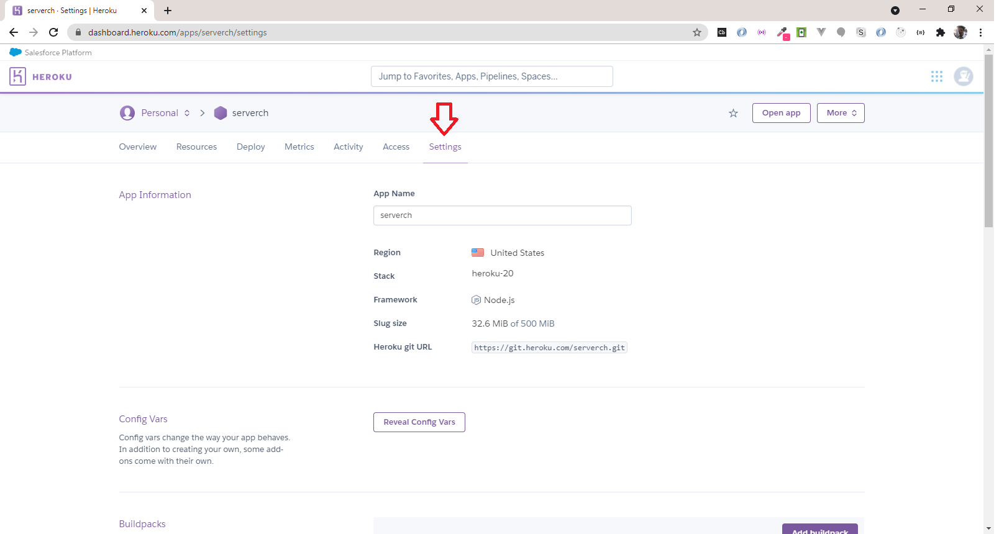 serverch · Settings | Heroku
dashboard.heroku.com/apps/serverch/settings
Salesforce Platform
HEROKU
Jump to Favorites, Apps, Pipelines, Spaces...
Personal
serverch
Open app
More
Overview
Resources
Deploy
Metrics
Activity
Access
Settings
App Information
App Name
serverch
Region
United States
Stack
heroku-20
Framework
JS
Node.js
Slug size
32.6 MiB of 500 MiB
Heroku git URL
https://git.heroku.com/serverch.git
Config Vars
Reveal Config Vars
Config vars change the way your app behaves.
In addition to creating your own, some add-
ons come with their own.
Buildpacks
Add buildpack